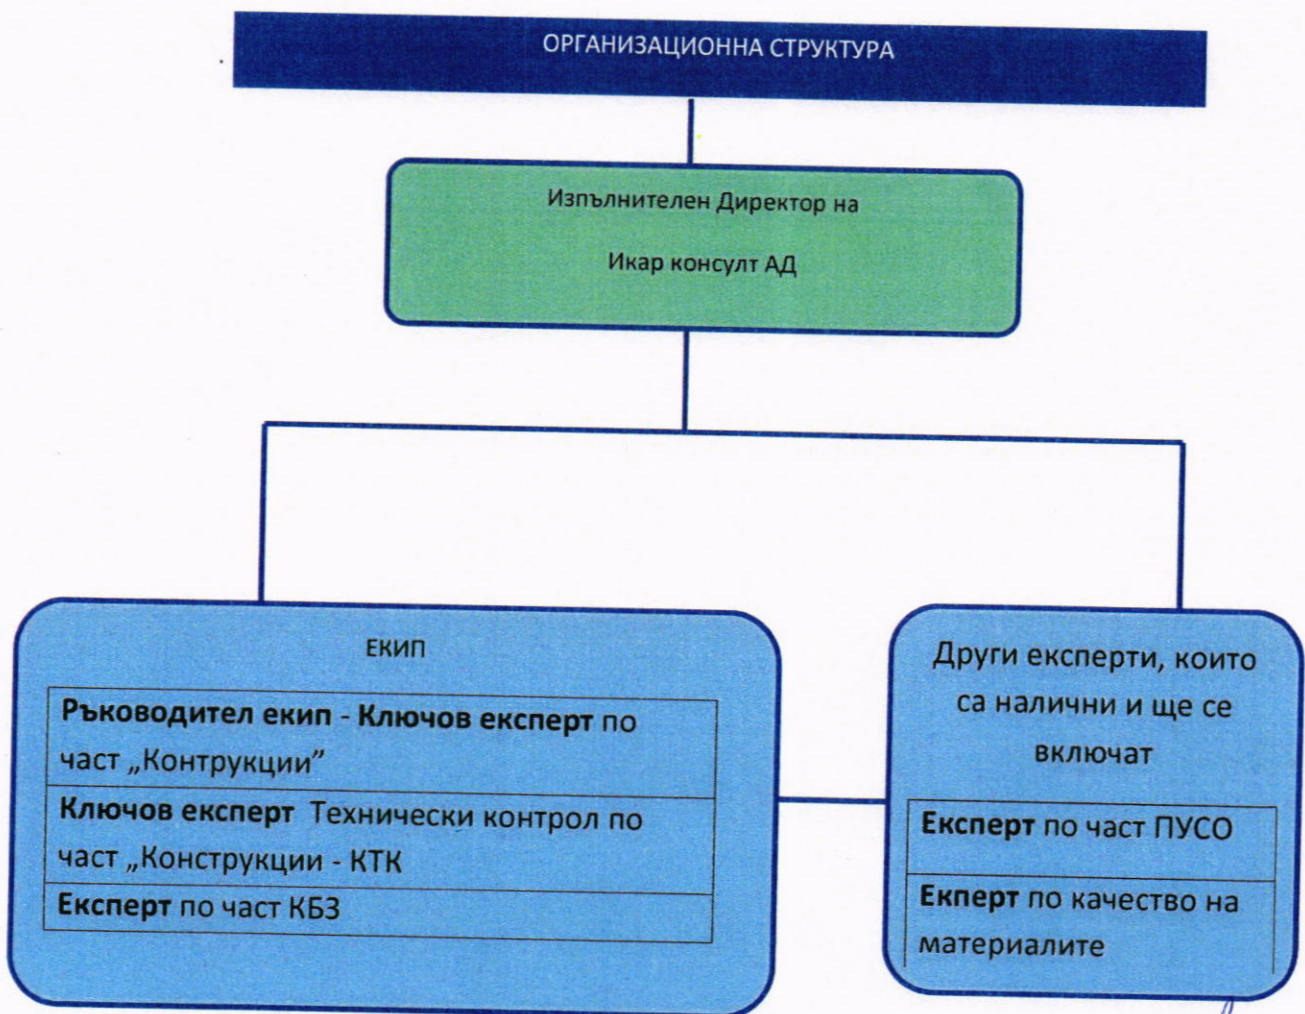 ОРГАНИЗАЦИОННА СТРУКТУРА
Изпълнителен Директор на
Икар консулт АД
ЕКИП
Ръководител екип - Ключов експерт по
част „Контрукции”
Ключов експерт Технически контрол по
част „Конструкции - КТК
Експерт по част КБЗ
Други експерти, които
са налични и ще се
включат
Експерт по част ПУСО
Екперт по качество на
материалите